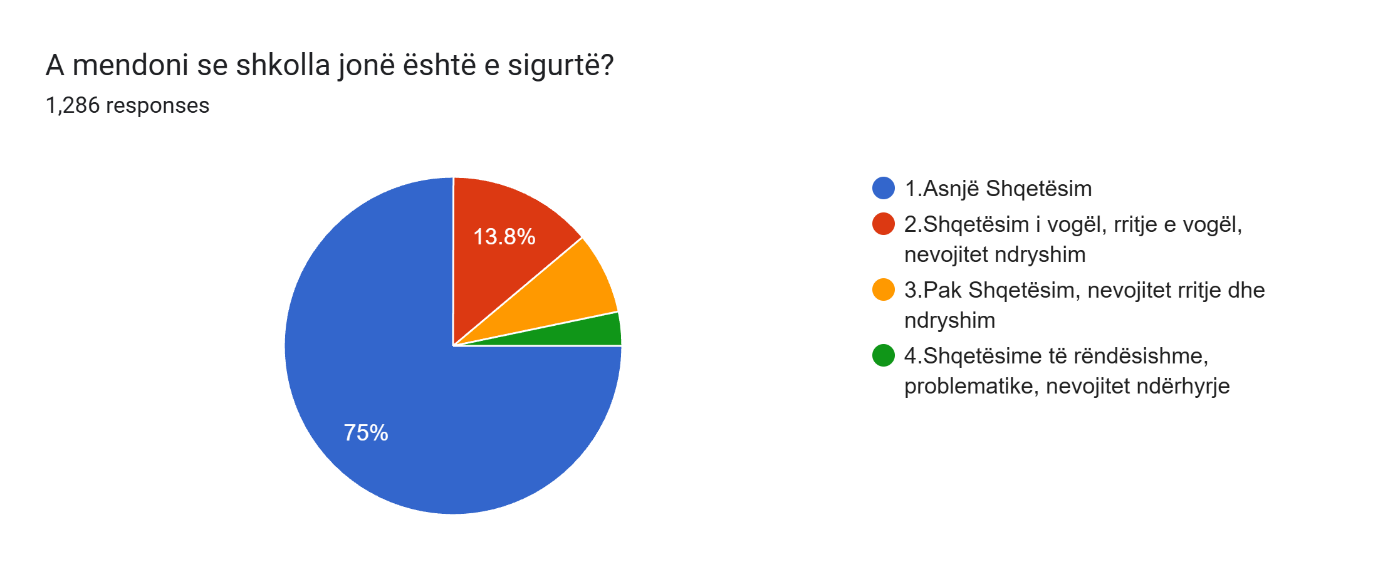 A mendoni se shkolla jonë është e sigurtë?
1,286 responses
13.8%
75%
1.Asnjë Shqetësim
2.Shqetësim i vogël, rritje e vogël,
nevojitet ndryshim
3.Pak Shqetësim, nevojitet rritje dhe
ndryshim
4.Shqetësime të rëndësishme,
problematike, nevojitet ndërhyrje